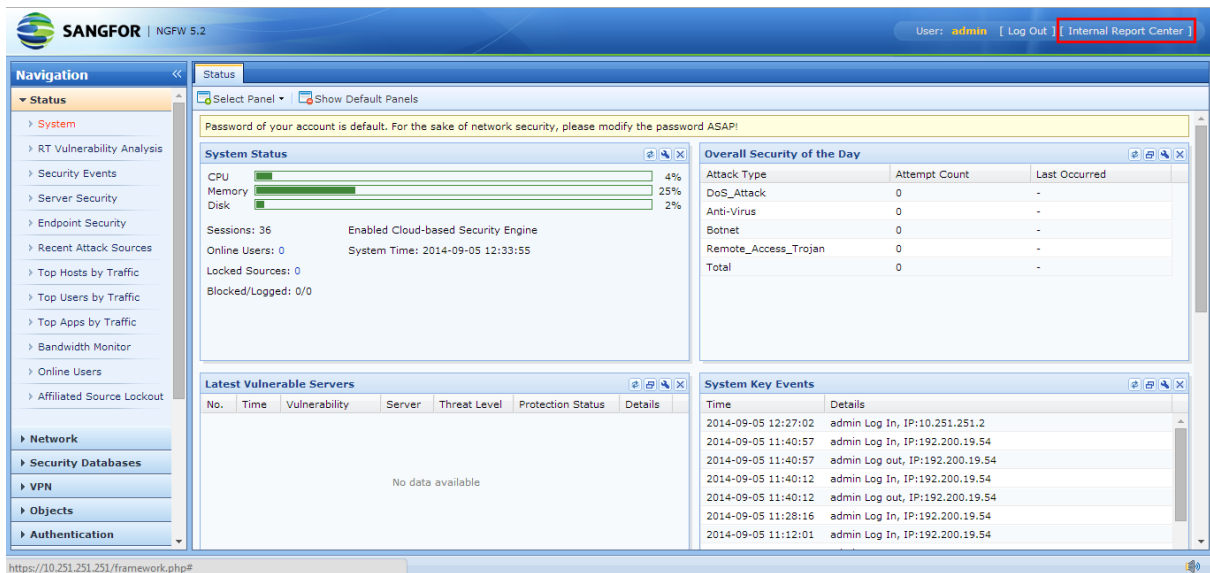 SANGFOR | NGFW 5.2
User: admin [ Log Out ] [ Internal Report Center ]
Navigation
Status
System
RT Vulnerability Analysis
Security Events
Server Security
Endpoint Security
Recent Attack Sources
Top Hosts by Traffic
Top Users by Traffic
Top Apps by Traffic
Bandwidth Monitor
Online Users
Affiliated Source Lockout
Network
Security Databases
VPN
Objects
Authentication
Status
Select Panel Show Default Panels
Password of your account is default. For the sake of network security, please modify the password ASAP!
System Status
CPU 4%
Memory 25%
Disk 2%
Sessions: 36 Enabled Cloud-based Security Engine
Online Users: 0 System Time: 2014-09-05 12:33:55
Locked Sources: 0
Blocked/Logged: 0/0
Overall Security of the Day
Attack Type Attempt Count Last Occurred
DoS_Attack 0 -
Anti-Virus 0 -
Botnet 0 -
Remote_Access_Trojan 0 -
Total 0 -
Latest Vulnerable Servers
No. Time Vulnerability Server Threat Level Protection Status Details
No data available
System Key Events
Time Details
2014-09-05 12:27:02 admin Log In, IP:10.251.251.2
2014-09-05 11:40:57 admin Log In, IP:192.200.19.54
2014-09-05 11:40:57 admin Log out, IP:192.200.19.54
2014-09-05 11:40:12 admin Log In, IP:192.200.19.54
2014-09-05 11:40:12 admin Log out, IP:192.200.19.54
2014-09-05 11:28:16 admin Log In, IP:192.200.19.54
2014-09-05 11:12:01 admin Log In, IP:192.200.19.54
https://10.251.251.251/framework.php#